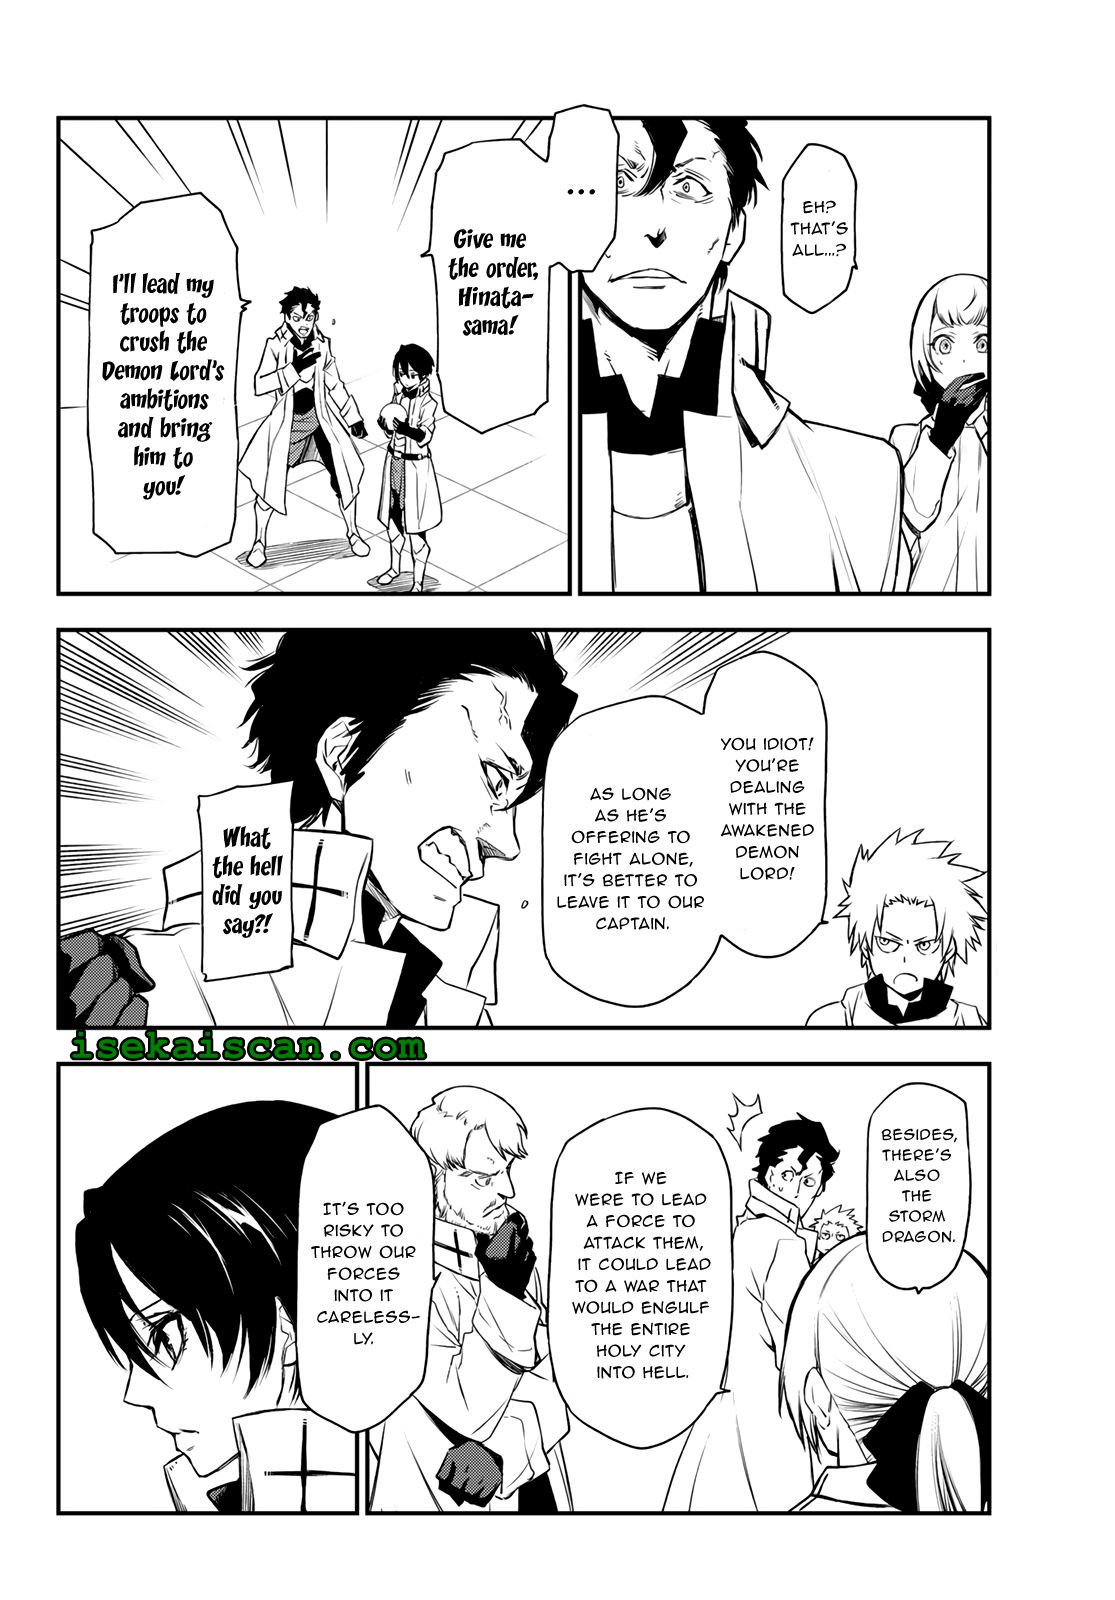 EH?
THAT'S
ALL...?
...
Give me
the order,
Hinata-
sama!
I'll lead my
troops to
crush the
Demon Lord's
ambitions
and bring
him to
you!
YOU IDIOT!
YOU'RE
DEALING
WITH THE
AWAKENED
DEMON
LORD!
AS LONG
AS HE'S
OFFERING TO
FIGHT ALONE,
IT'S BETTER TO
LEAVE IT TO OUR
CAPTAIN.
What
the hell
did you
say?!
isekaiscan.com
BESIDES,
THERE'S
ALSO
THE
STORM
DRAGON.
IF WE
WERE TO LEAD
A FORCE TO
ATTACK THEM,
IT COULD LEAD
TO A WAR THAT
WOULD ENGULF
THE ENTIRE
HOLY CITY
INTO HELL.
IT'S TOO
RISKY TO
THROW OUR
FORCES
INTO IT
CARELESS-
LY.